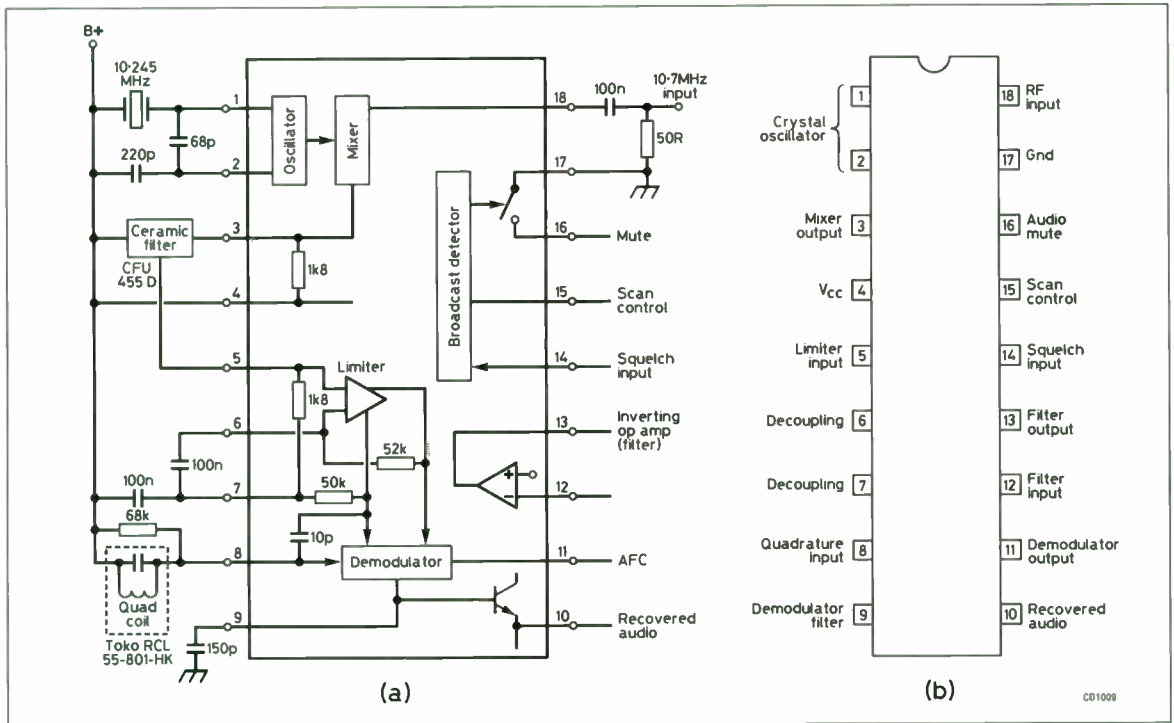 B+
10·245
MHz
1
68p
220p
2
Oscillator
Mixer
Ceramic
filter
CFU
455 D
3
1k8
4
5
1k8
Limiter
6
100n
52k
100n
7
50k
68k
10p
8
Demodulator
Quad
coil
Toko RCL
55-801-HK
9
150p
18
100n
10·7MHz
input
50R
17
Broadcast detector
16
Mute
15
Scan
control
14
Squelch
input
13
Inverting
op amp
(filter)
+
−
12
11
AFC
10
Recovered
audio
(a)
1
Crystal
oscillator
2
Mixer
output
3
Vcc
4
Limiter
input
5
Decoupling
6
Decoupling
7
Quadrature
input
8
Demodulator
filter
9
18
RF
input
17
Gnd
16
Audio
mute
15
Scan
control
14
Squelch
input
13
Filter
output
12
Filter
input
11
Demodulator
output
10
Recovered
audio
(b)
CD1009